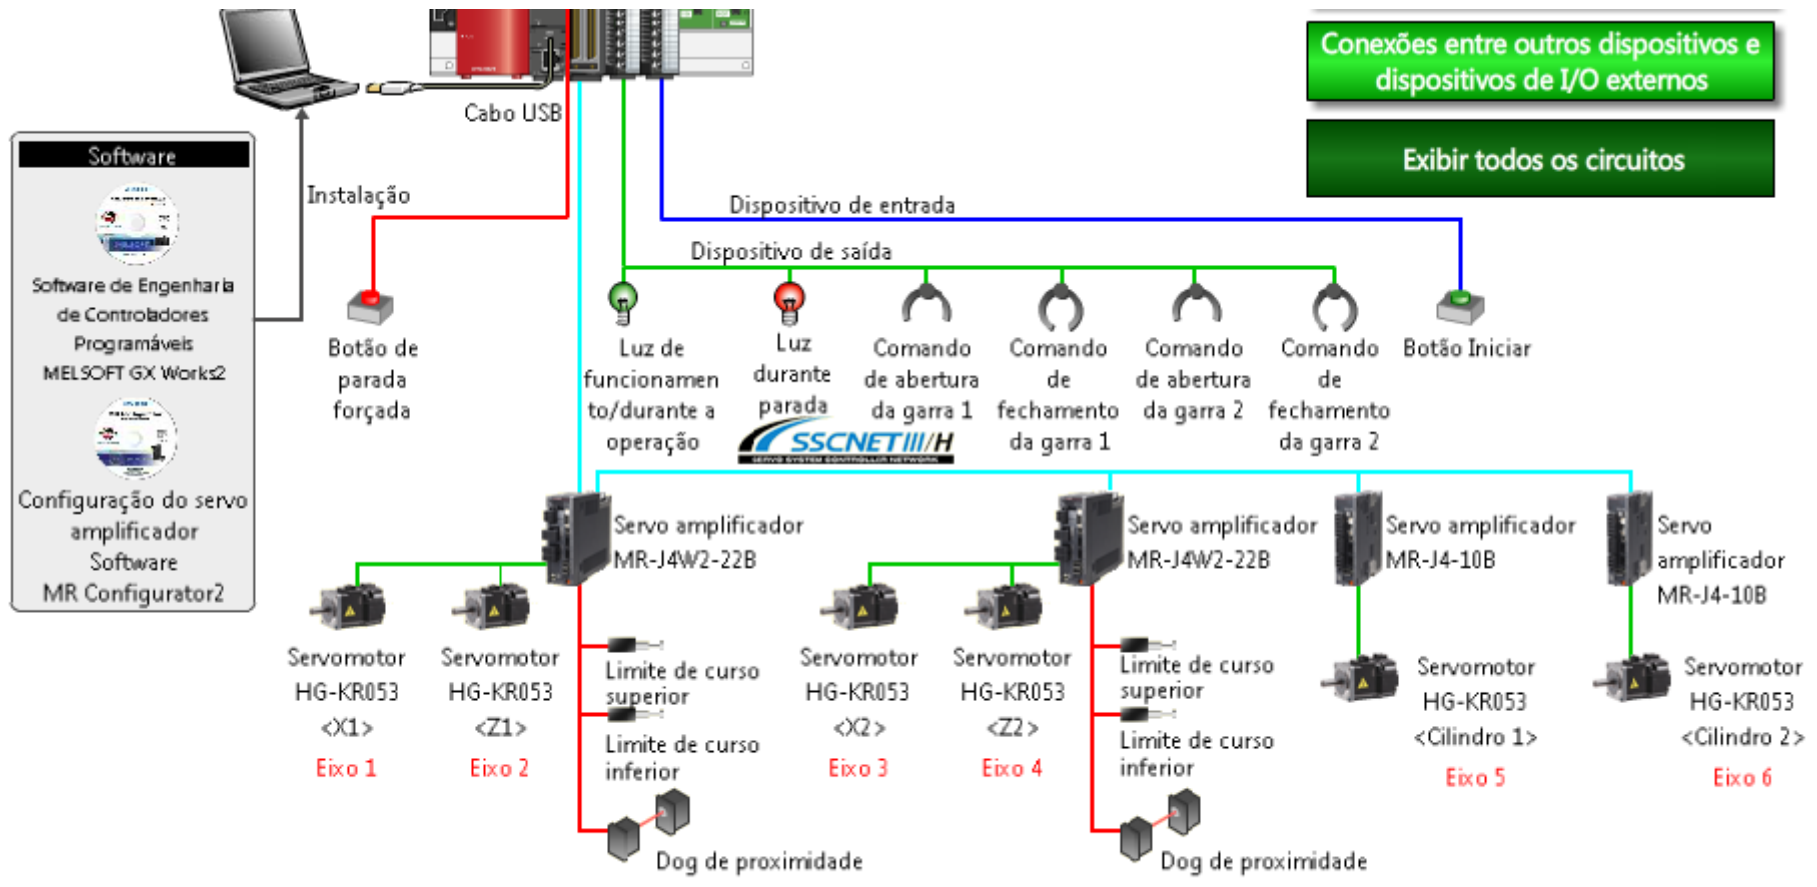 Conexões entre outros dispositivos e
dispositivos de I/O externos
Exibir todos os circuitos
Cabo USB
Software
Instalação
Software de Engenharia
de Controladores
Programáveis
MELSOFT GX Works2
Configuração do servo
amplificador
Software
MR Configurator2
Dispositivo de entrada
Dispositivo de saída
Botão de
parada
forçada
Luz de
funcionamen
to/durante a
operação
Luz
durante
parada
Comando
de abertura
da garra 1
Comando
de
fechamento
da garra 1
Comando
de abertura
da garra 2
Comando
de
fechamento
da garra 2
Botão Iniciar
SSCNET III/H
SERVO SYSTEM CONTROLLER NETWORK
Servo amplificador
MR-J4W2-22B
Servo amplificador
MR-J4W2-22B
Servo amplificador
MR-J4-10B
Servo
amplificador
MR-J4-10B
Servomotor
HG-KR053
<X1>
Eixo 1
Servomotor
HG-KR053
<Z1>
Eixo 2
Limite de curso
superior
Limite de curso
inferior
Dog de proximidade
Servomotor
HG-KR053
<X2>
Eixo 3
Servomotor
HG-KR053
<Z2>
Eixo 4
Limite de curso
superior
Limite de curso
inferior
Dog de proximidade
Servomotor
HG-KR053
<Cilindro 1>
Eixo 5
Servomotor
HG-KR053
<Cilindro 2>
Eixo 6